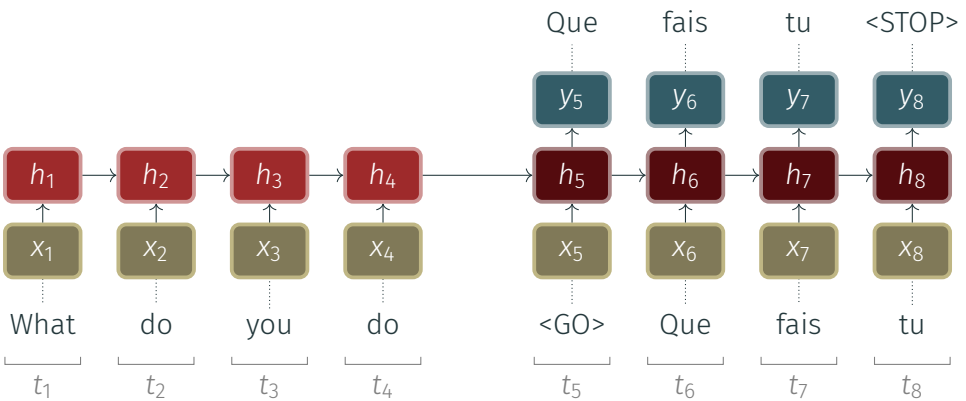 Que fais tu <STOP>
y5 y6 y7 y8
h1 h2 h3 h4 h5 h6 h7 h8
x1 x2 x3 x4 x5 x6 x7 x8
What do you do <GO> Que fais tu
t1 t2 t3 t4 t5 t6 t7 t8